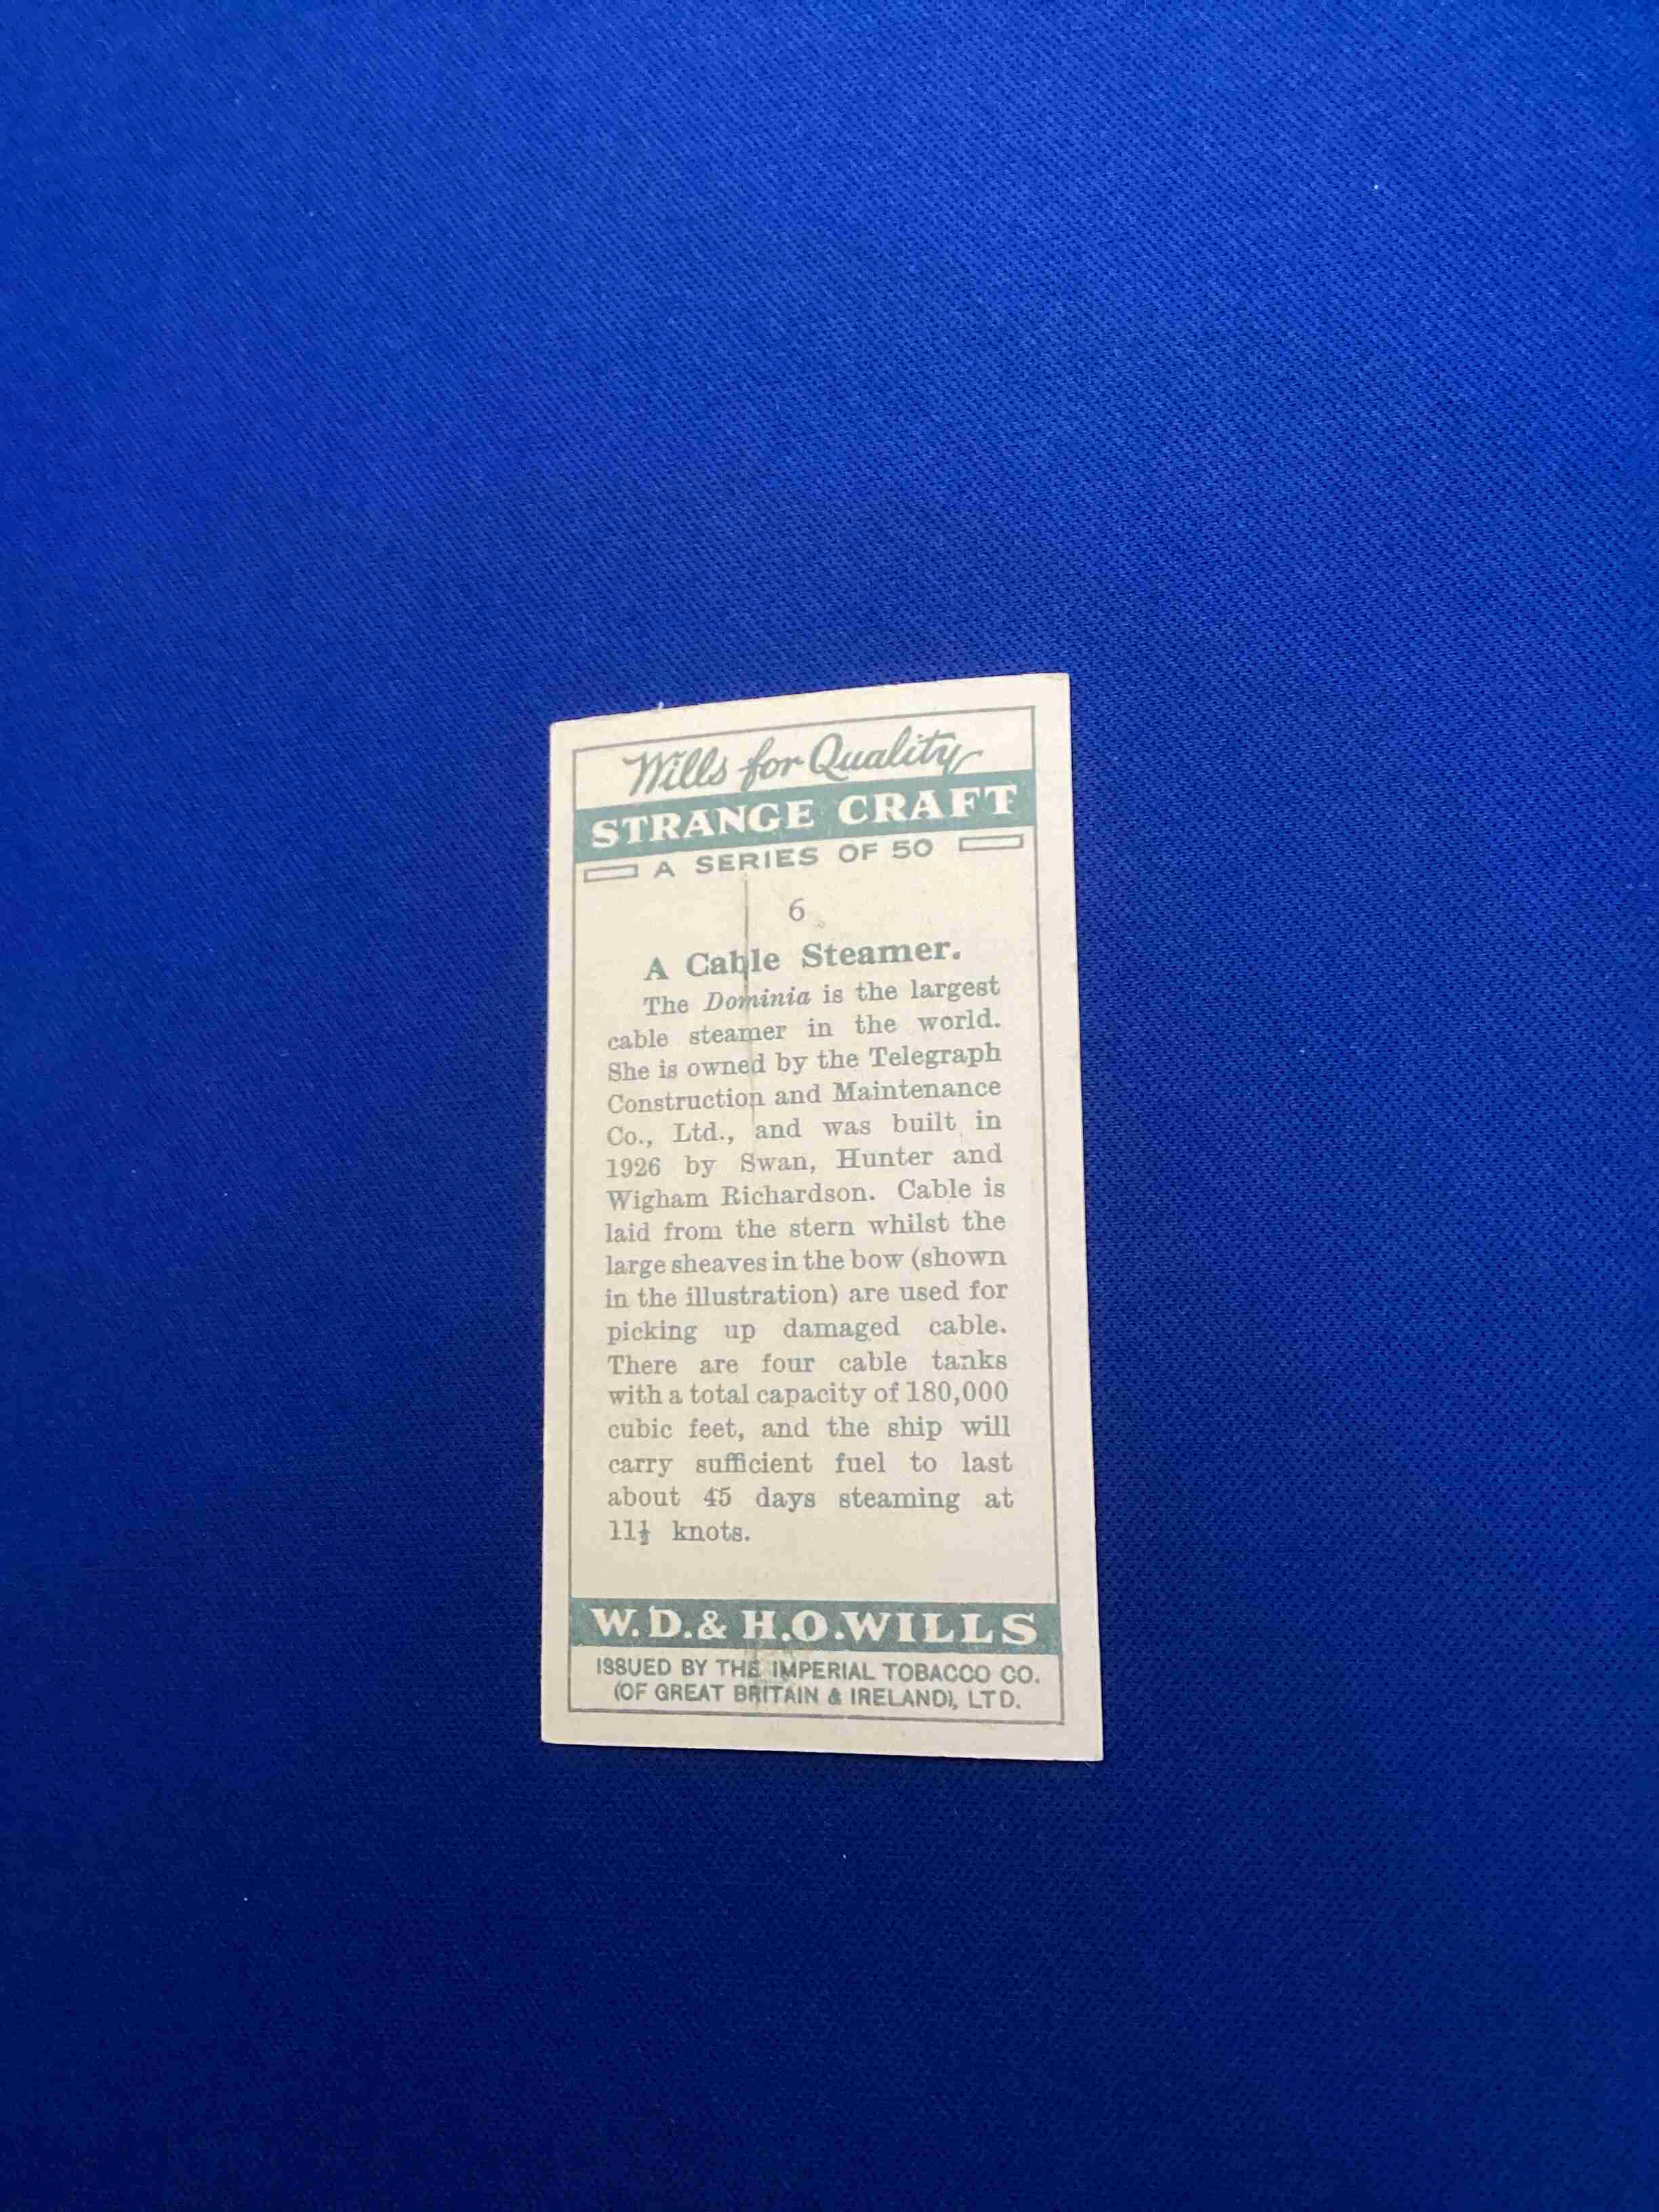 Wills for Quality
STRANGE CRAFT
A SERIES OF 50
6
A Cable Steamer.
The Dominia is the largest
cable steamer in the world.
She is owned by the Telegraph
Construction and Maintenance
Co., Ltd., and was built in
1926 by Swan, Hunter and
Wigham Richardson. Cable is
laid from the stern whilst the
large sheaves in the bow (shown
in the illustration) are used for
picking up damaged cable.
There are four cable tanks
with a total capacity of 180,000
cubic feet, and the ship will
carry sufficient fuel to last
about 45 days steaming at
11½ knots.
W.D.& H.O.WILLS
ISSUED BY THE IMPERIAL TOBACCO CO.
(OF GREAT BRITAIN & IRELAND), LTD.